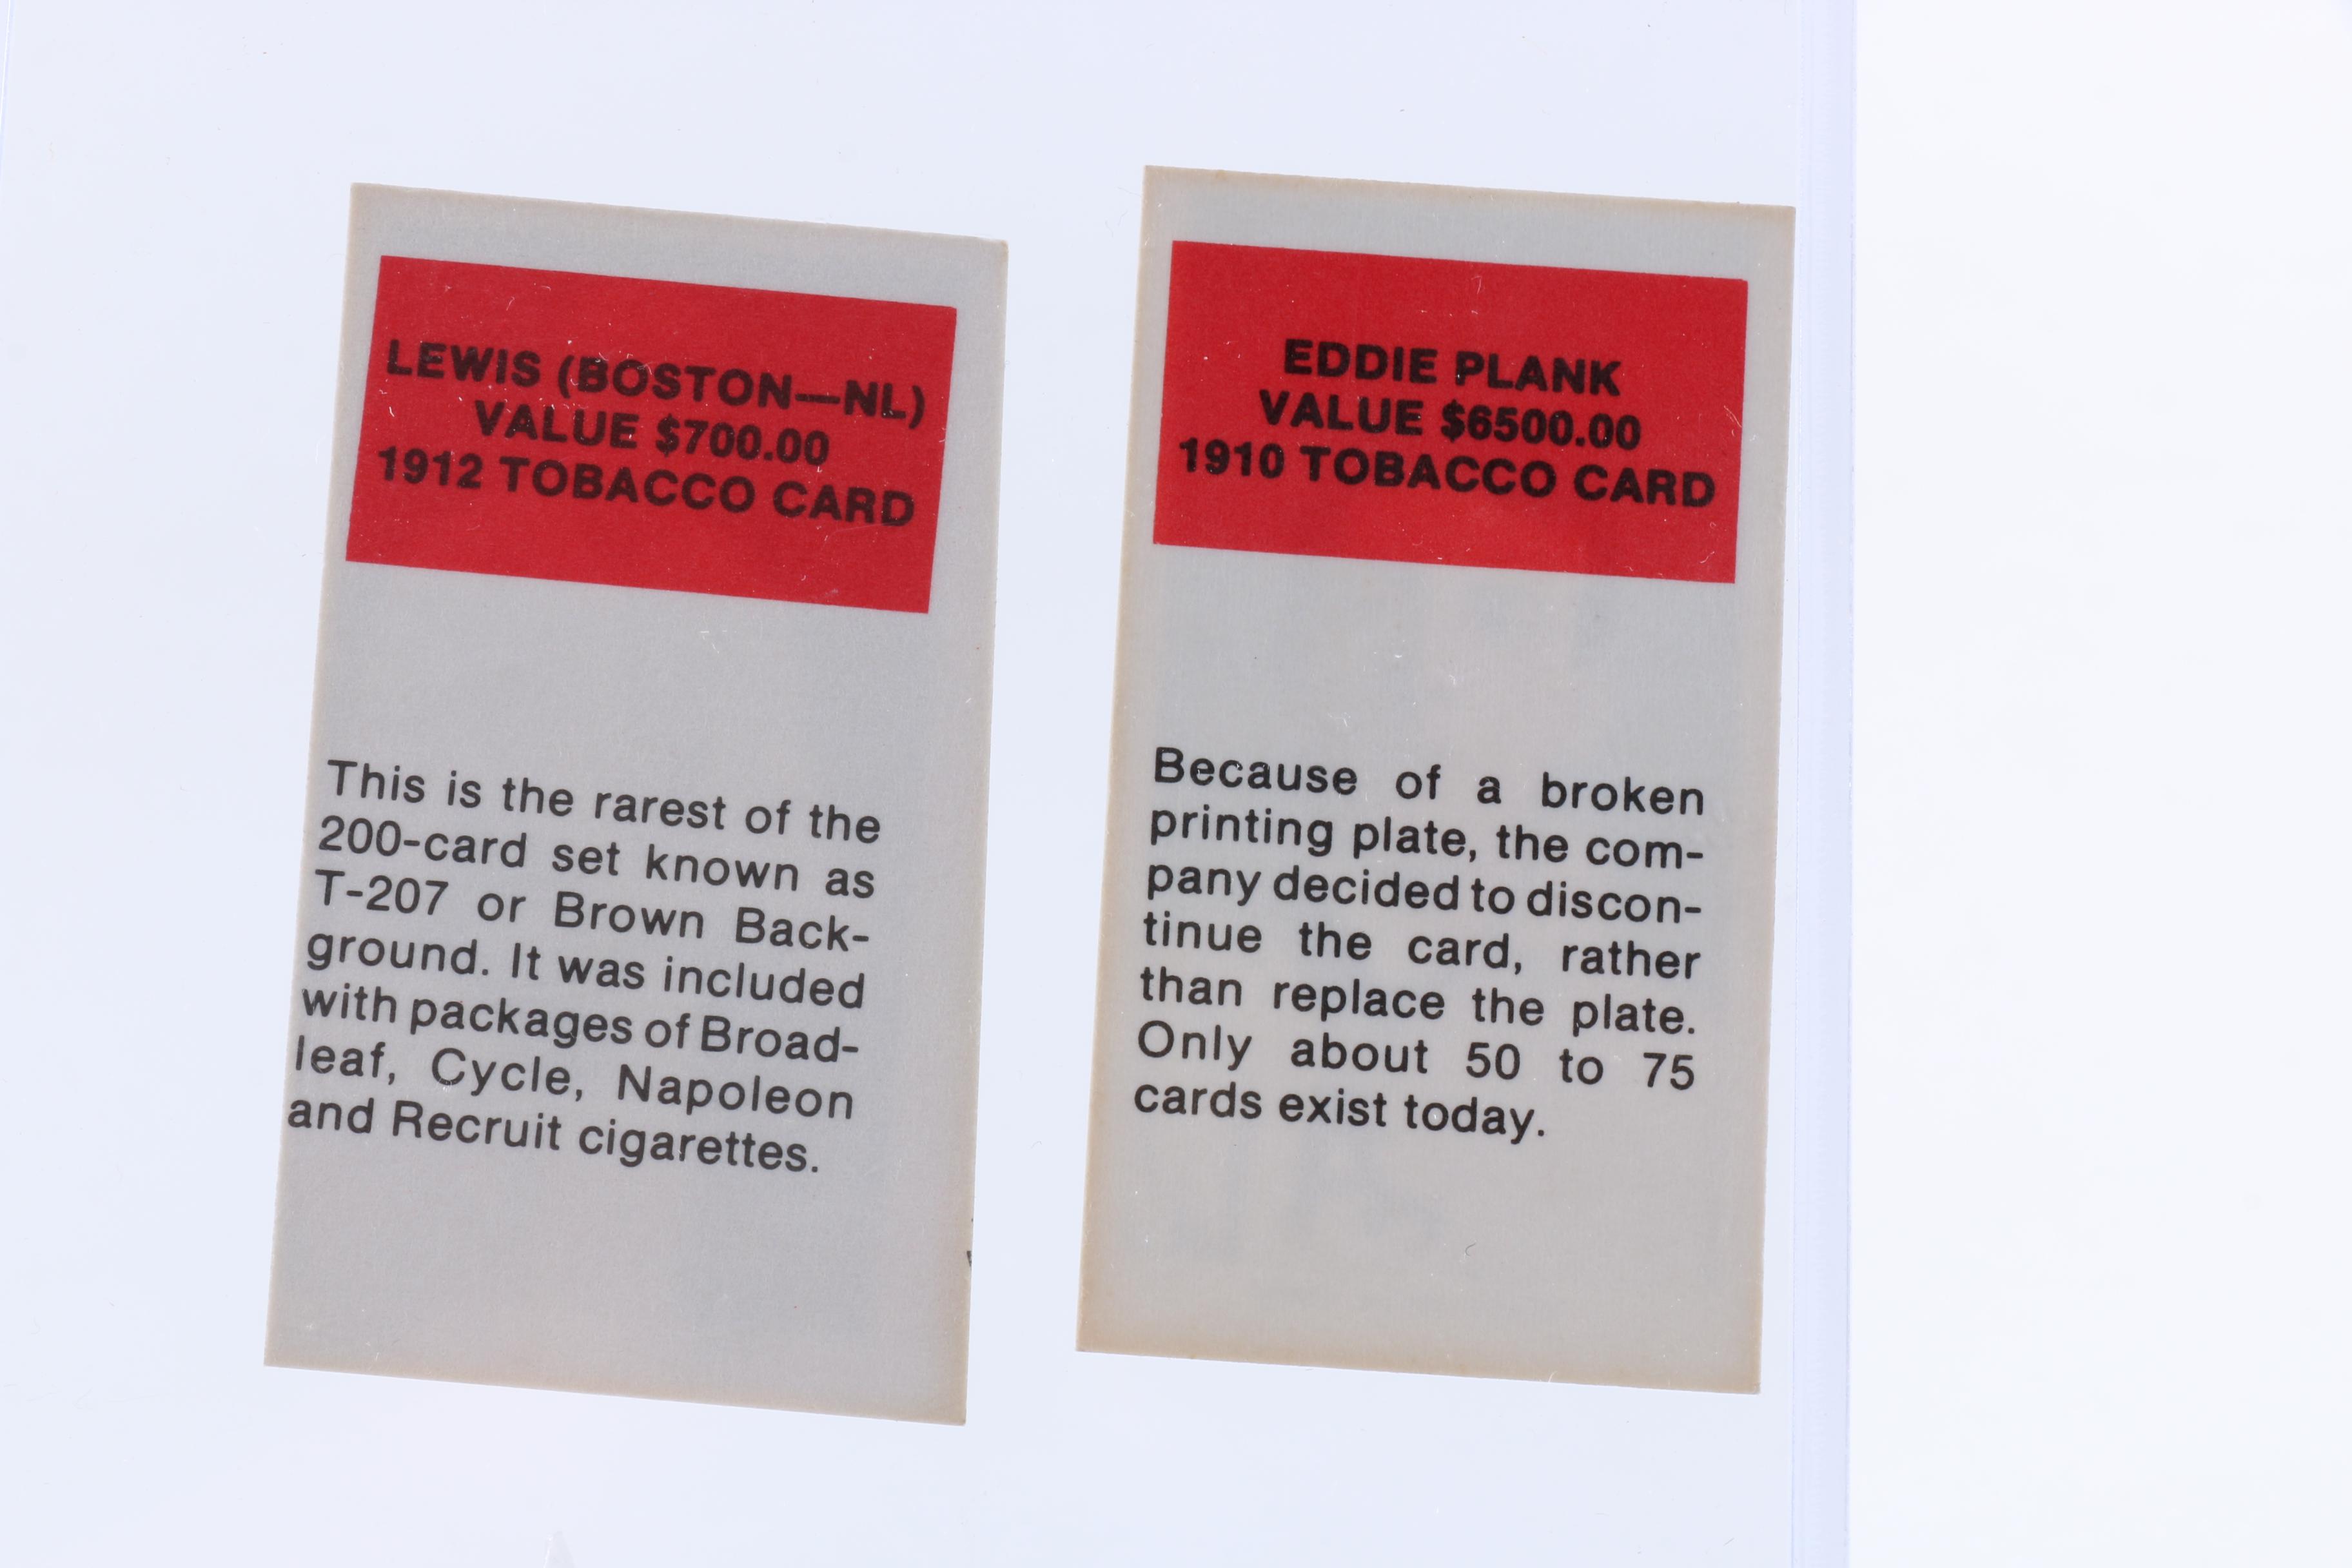 LEWIS (BOSTON—NL)
VALUE $700.00
1912 TOBACCO CARD
This is the rarest of the
200-card set known as
T-207 or Brown Back-
ground. It was included
with packages of Broad-
leaf, Cycle, Napoleon
and Recruit cigarettes.
EDDIE PLANK
VALUE $6500.00
1910 TOBACCO CARD
Because of a broken
printing plate, the com-
pany decided to discon-
tinue the card, rather
than replace the plate.
Only about 50 to 75
cards exist today.